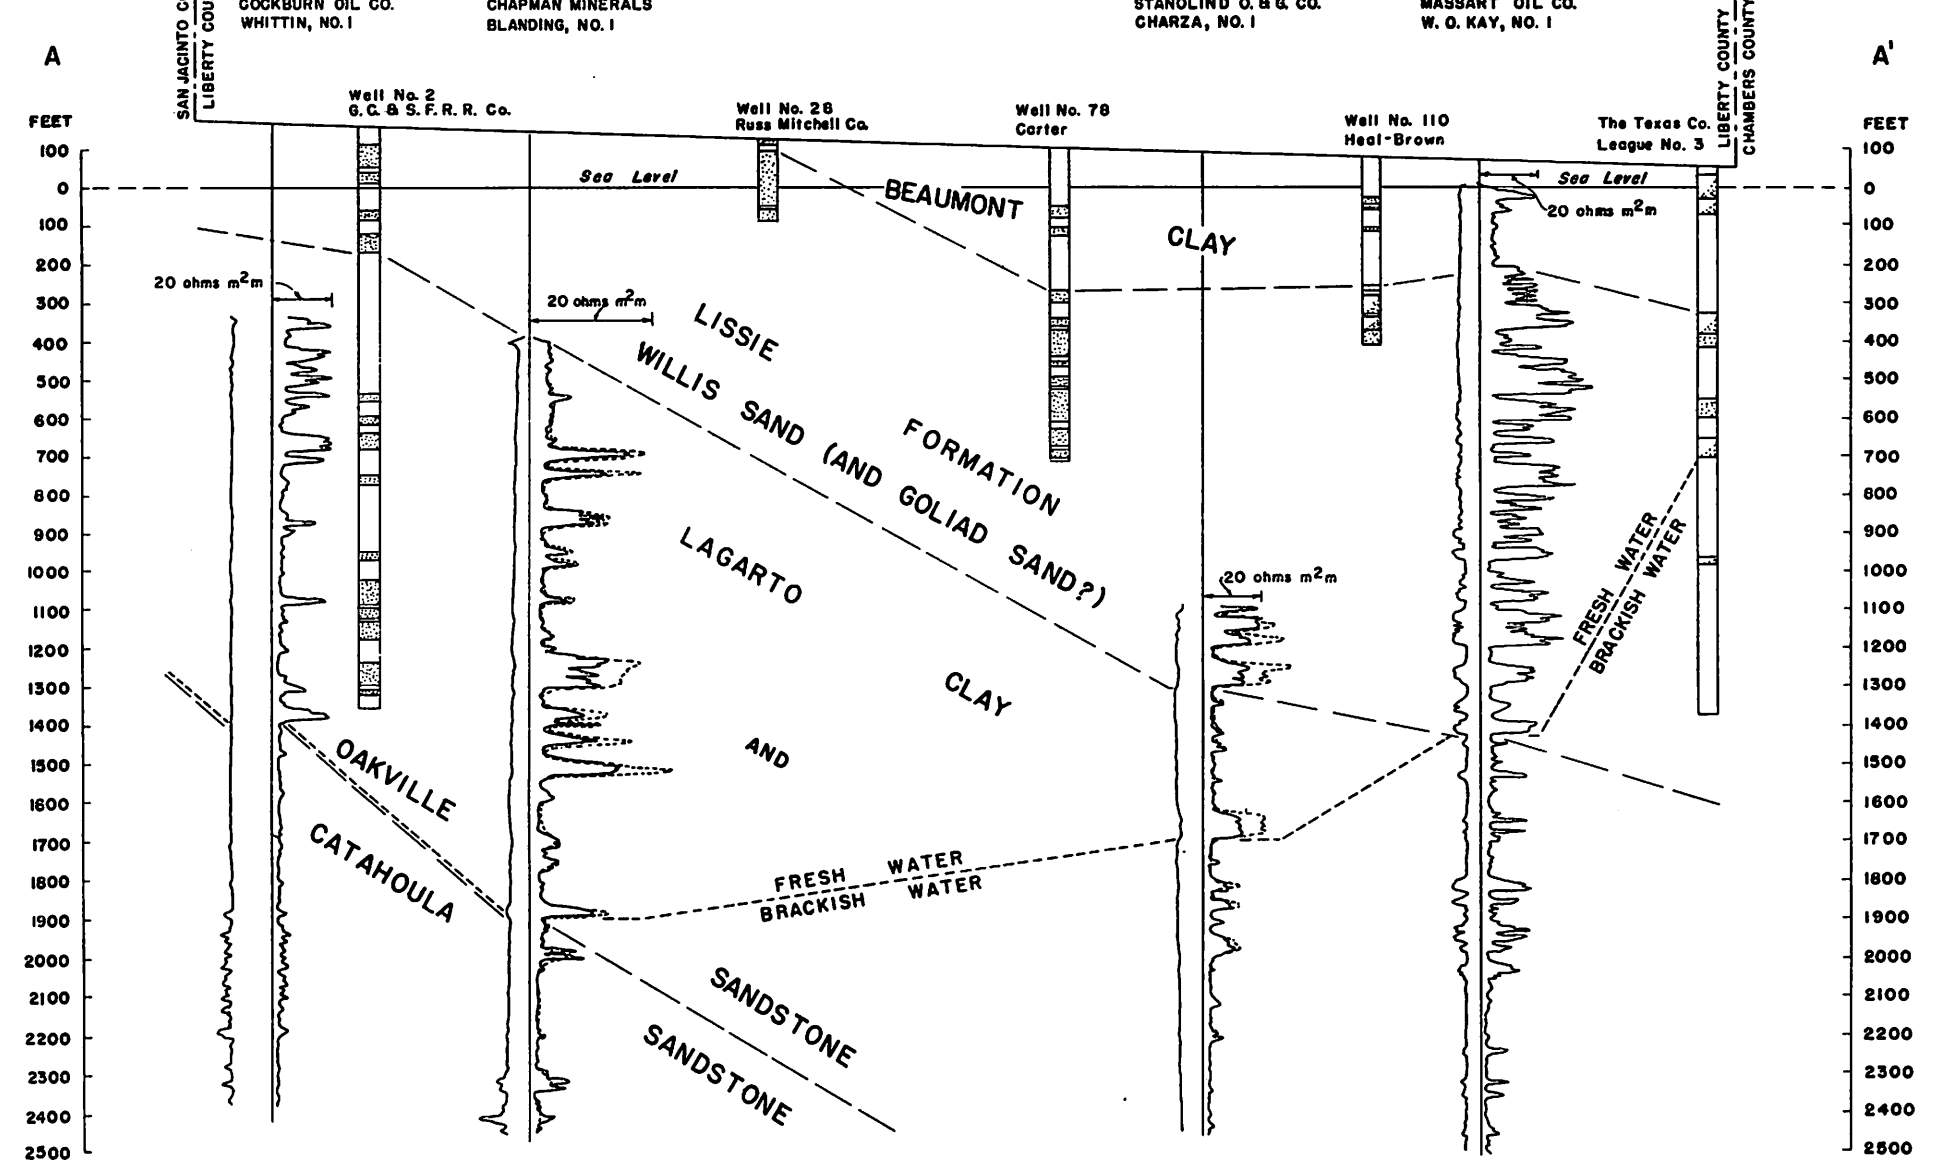 COCKBURN OIL CO.
WHITTIN, NO. 1
CHAPMAN MINERALS
BLANDING, NO. 1
STANOLIND O. & G. CO.
CHARZA, NO. 1
MASSART OIL CO.
W. O. KAY, NO. 1
A
A'
SAN JACINTO
LIBERTY
LIBERTY COUNTY
CHAMBERS COUNTY
Well No. 2
G. C. & S. F. R. R. Co.
Well No. 28
Russ Mitchell Co.
Well No. 78
Carter
Well No. 110
Heal-Brown
The Texas Co.
League No. 3
FEET
100
0
100
200
300
400
500
600
700
800
900
1000
1100
1200
1300
1400
1500
1600
1700
1800
1900
2000
2100
2200
2300
2400
2500
FEET
100
0
100
200
300
400
500
600
700
800
900
1000
1100
1200
1300
1400
1500
1600
1700
1800
1900
2000
2100
2200
2300
2400
2500
Sea Level
Sea Level
20 ohms m²m
20 ohms m²m
20 ohms m²m
20 ohms m²m
BEAUMONT
CLAY
LISSIE
FORMATION
WILLIS SAND (AND GOLIAD SAND?)
LAGARTO
CLAY
AND
OAKVILLE
SANDSTONE
CATAHOULA
SANDSTONE
FRESH WATER
BRACKISH WATER
FRESH WATER
BRACKISH WATER